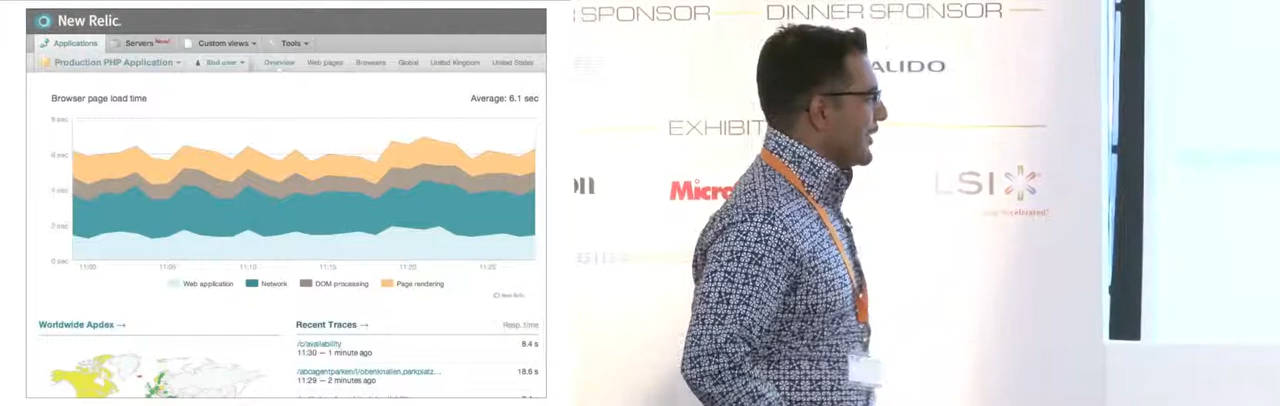 New Relic.
Applications Servers New! Custom views Tools
Production PHP Application End user Overview Web pages Browsers Global United Kingdom United States
Browser page load time Average: 6.1 sec
8 sec
6 sec
4 sec
2 sec
0 sec
11:00 11:05 11:10 11:15 11:20 11:25
Web application Network DOM processing Page rendering
New Relic
Worldwide Apdex → Recent Traces → Resp. time
/c/availability 8.4 s
11:30 — 1 minute ago
/abcagentparken/l/obenknallen,parkplatz... 18.6 s
11:29 — 2 minutes ago
SPONSOR DINNER SPONSOR
ALIDO
EXHIBIT
Micro
LSI